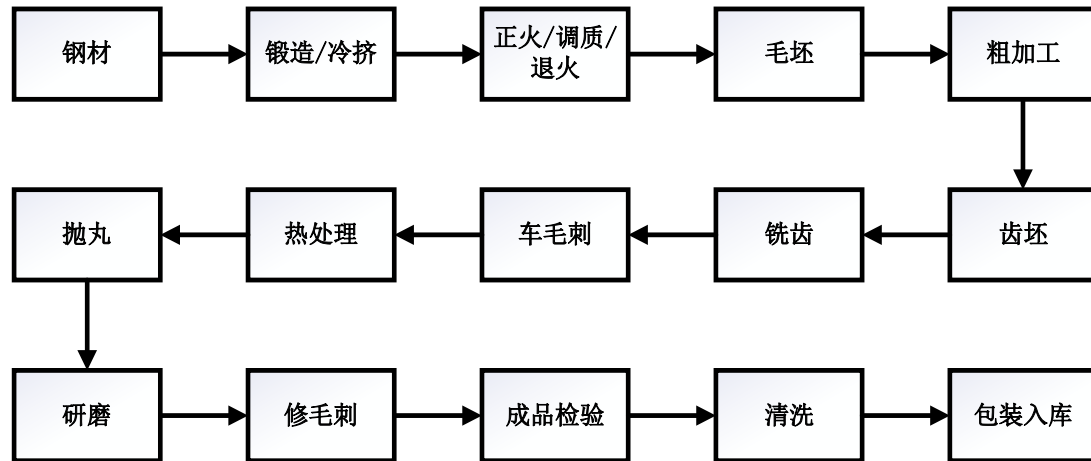 钢材
锻造/冷挤
正火/调质/
退火
毛坯
粗加工
抛丸
热处理
车毛刺
铣齿
齿坯
研磨
修毛刺
成品检验
清洗
包装入库